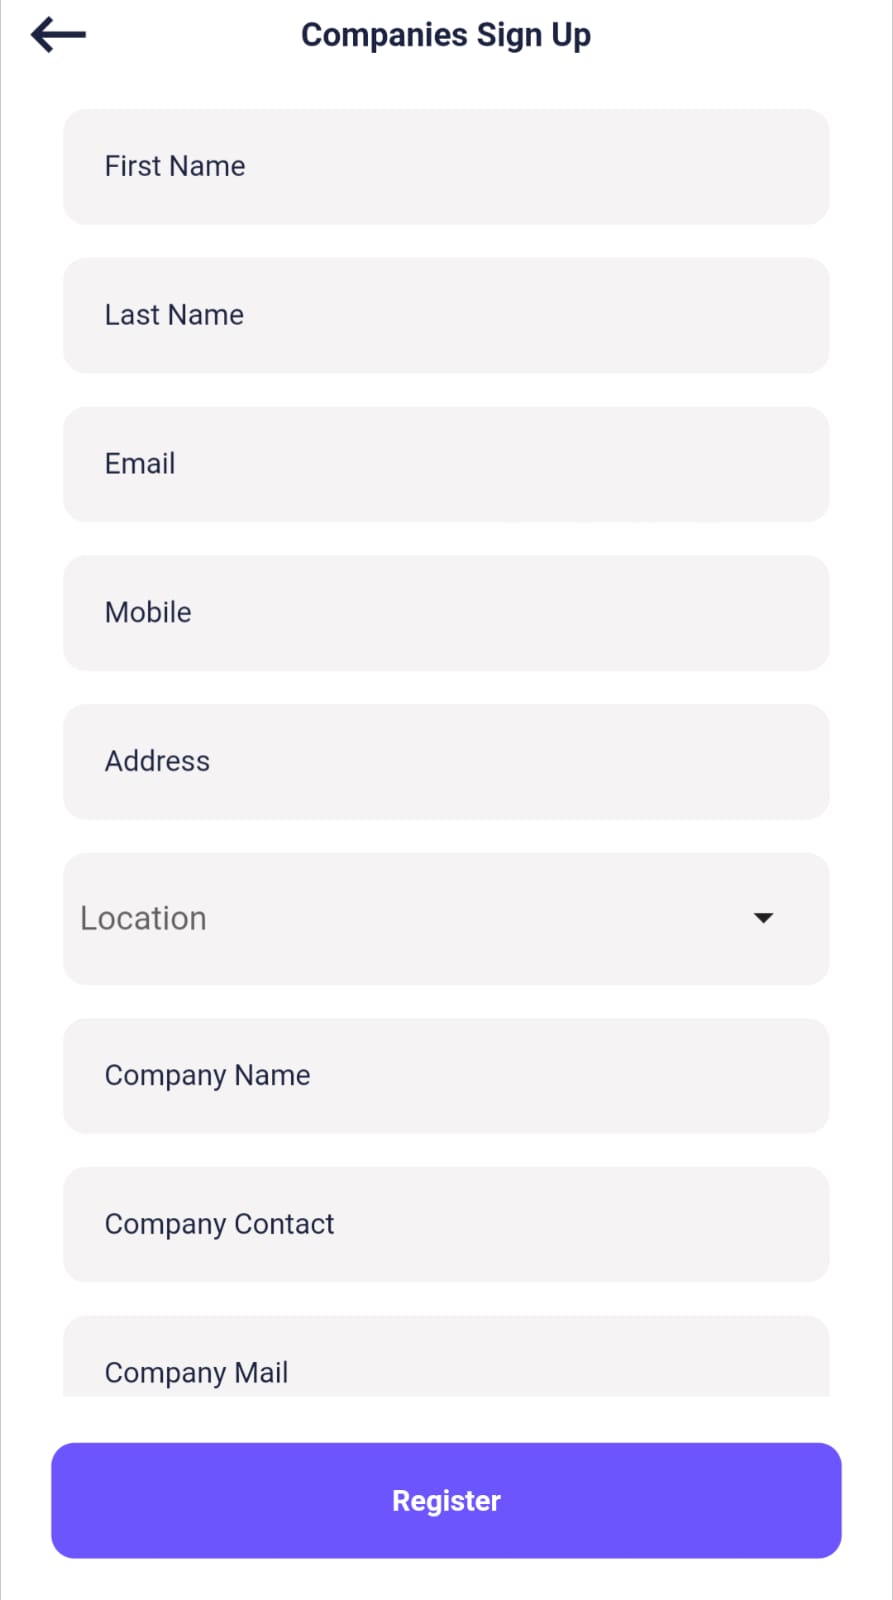 Companies Sign Up
First Name
Last Name
Email
Mobile
Address
Location
Company Name
Company Contact
Company Mail
Register